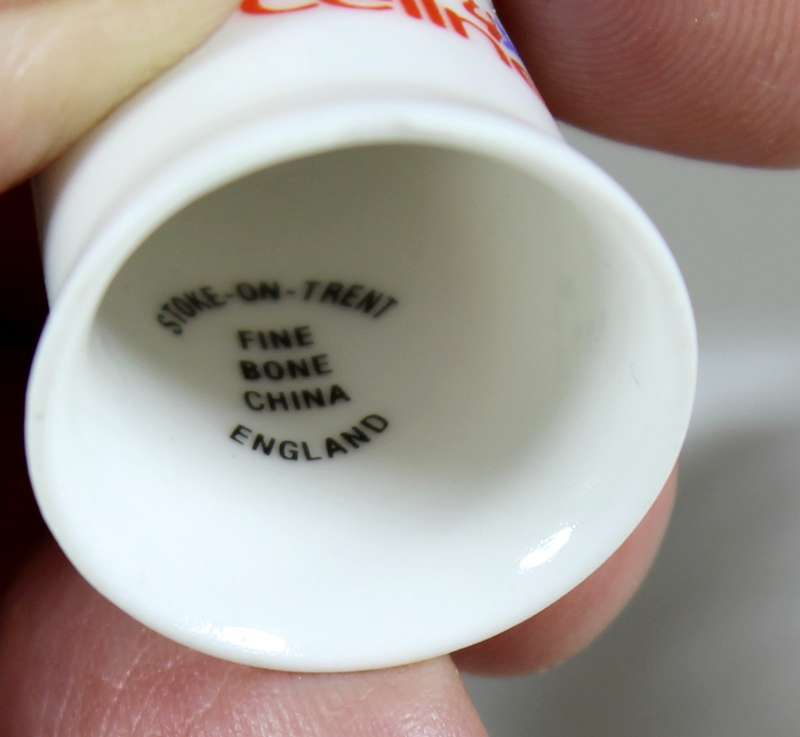 STOKE-ON-TRENT
FINE
BONE
CHINA
ENGLAND